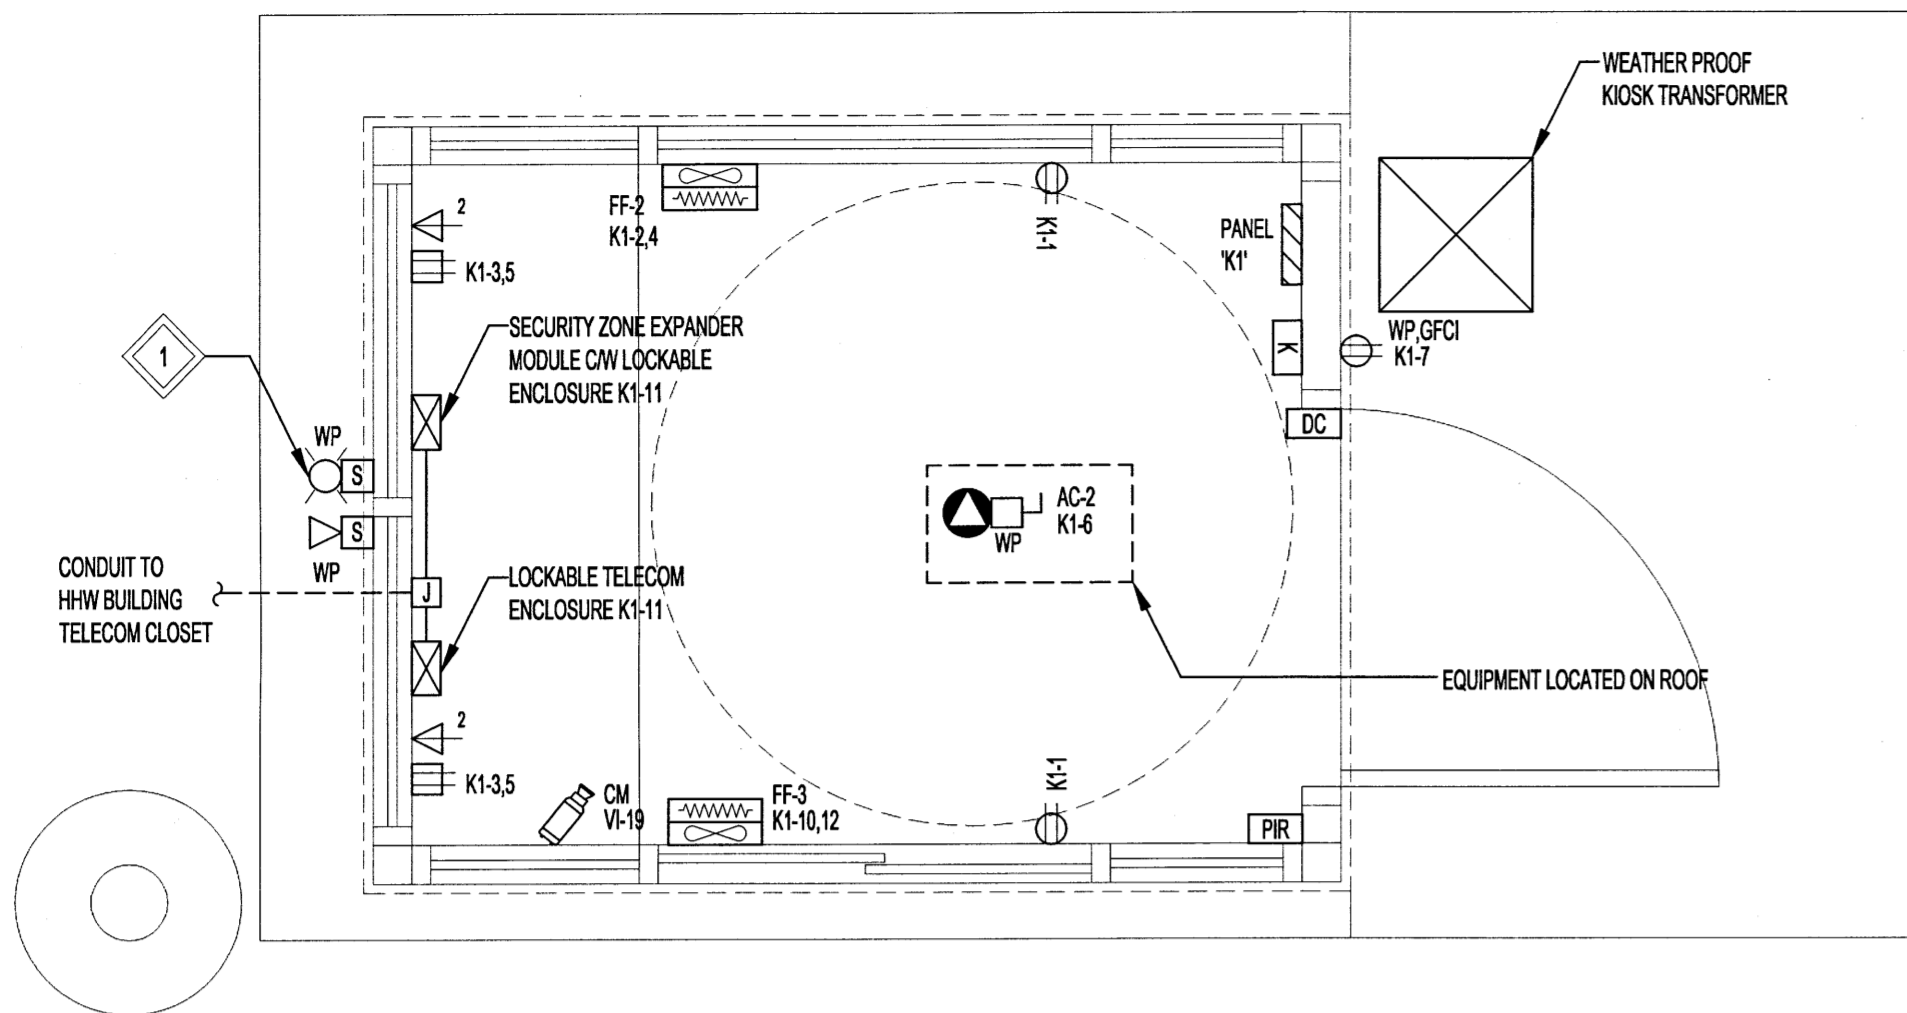 WEATHER PROOF
KIOSK TRANSFORMER
2
FF-2
K1-2,4
K1-1
PANEL
'K1'
K1-3,5
SECURITY ZONE EXPANDER
MODULE C/W LOCKABLE
ENCLOSURE K1-11
K
WP,GFCI
K1-7
1
DC
WP
S
S
WP
AC-2
K1-6
WP
CONDUIT TO
HHW BUILDING
TELECOM CLOSET
J
LOCKABLE TELECOM
ENCLOSURE K1-11
EQUIPMENT LOCATED ON ROOF
2
K1-3,5
CM
VI-19
FF-3
K1-10,12
K1-1
PIR